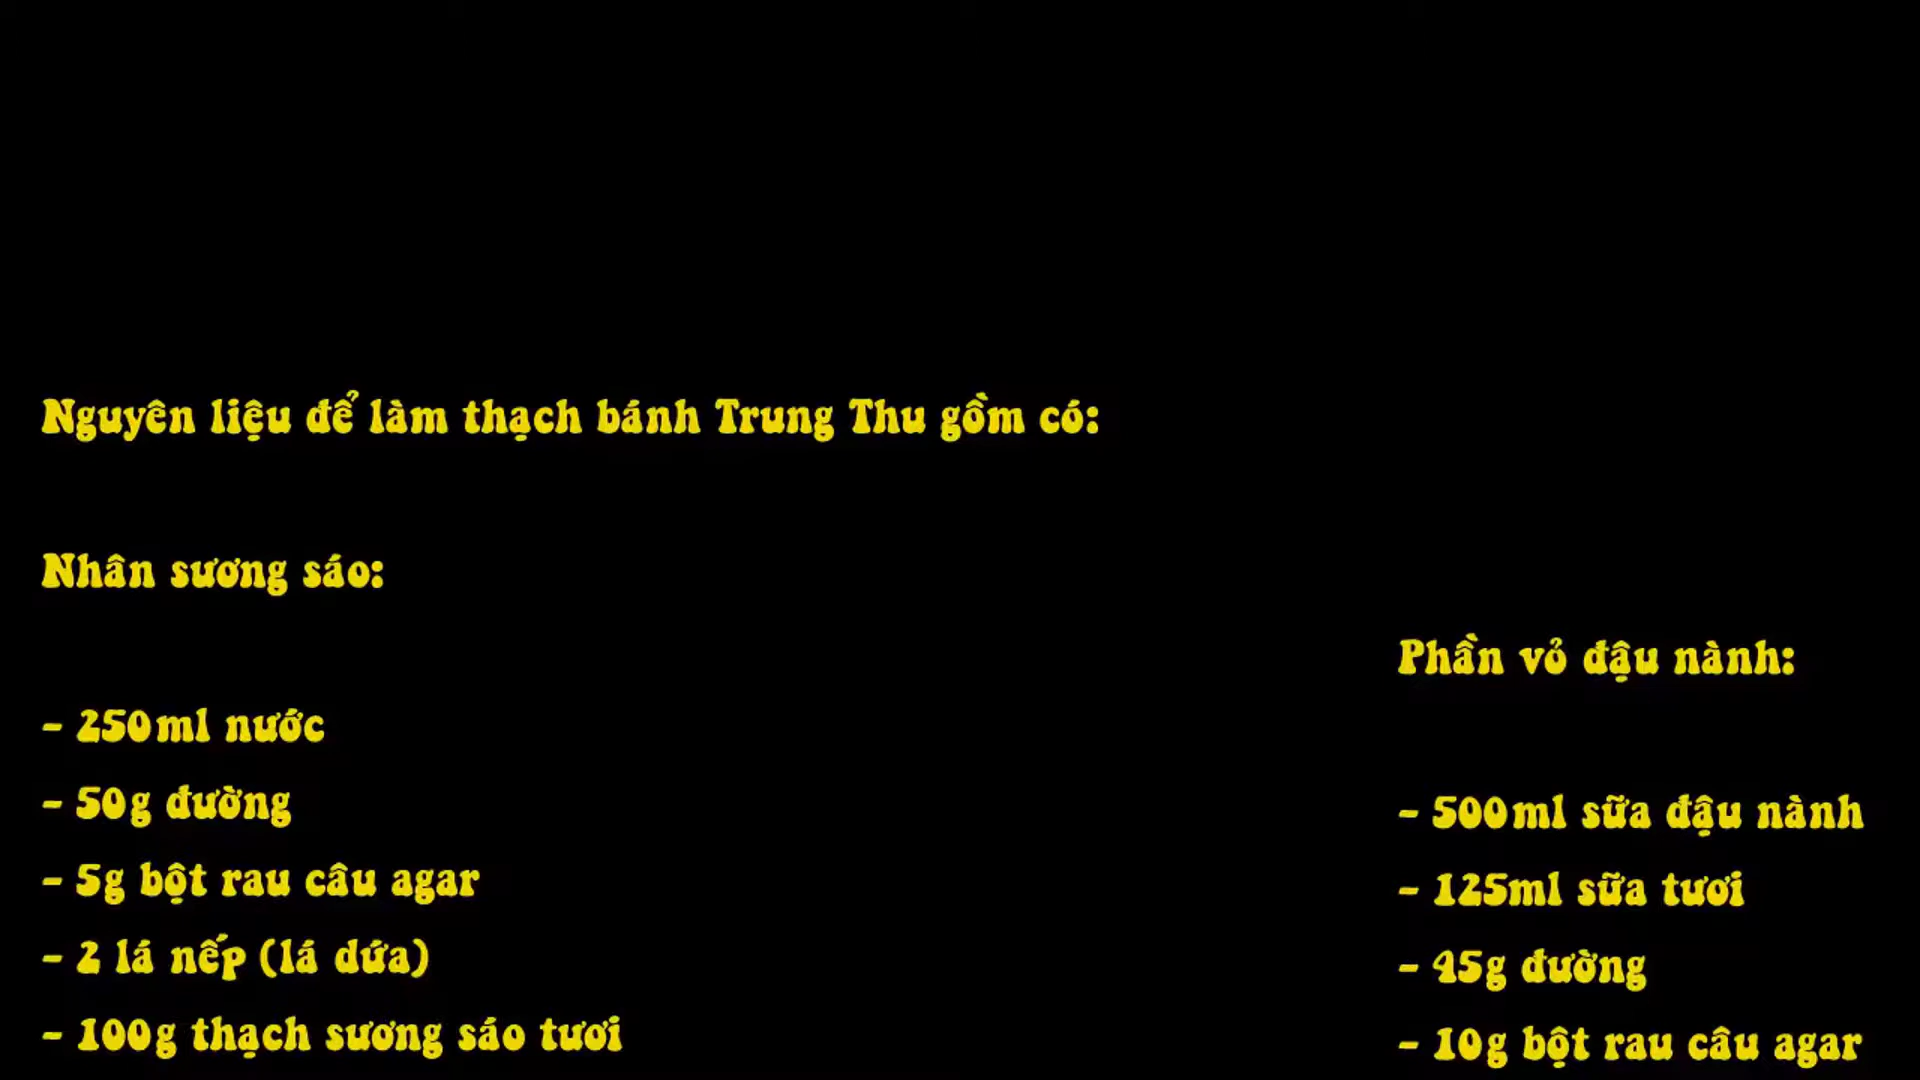 Nguyên liệu để làm thạch bánh Trung Thu gồm có:
Nhân sương sáo:
- 250ml nước
- 50g đường
- 5g bột rau câu agar
- 2 lá nếp (lá dứa)
- 100g thạch sương sáo tươi
Phần vỏ đậu nành:
- 500ml sữa đậu nành
- 125ml sữa tươi
- 45g đường
- 10g bột rau câu agar